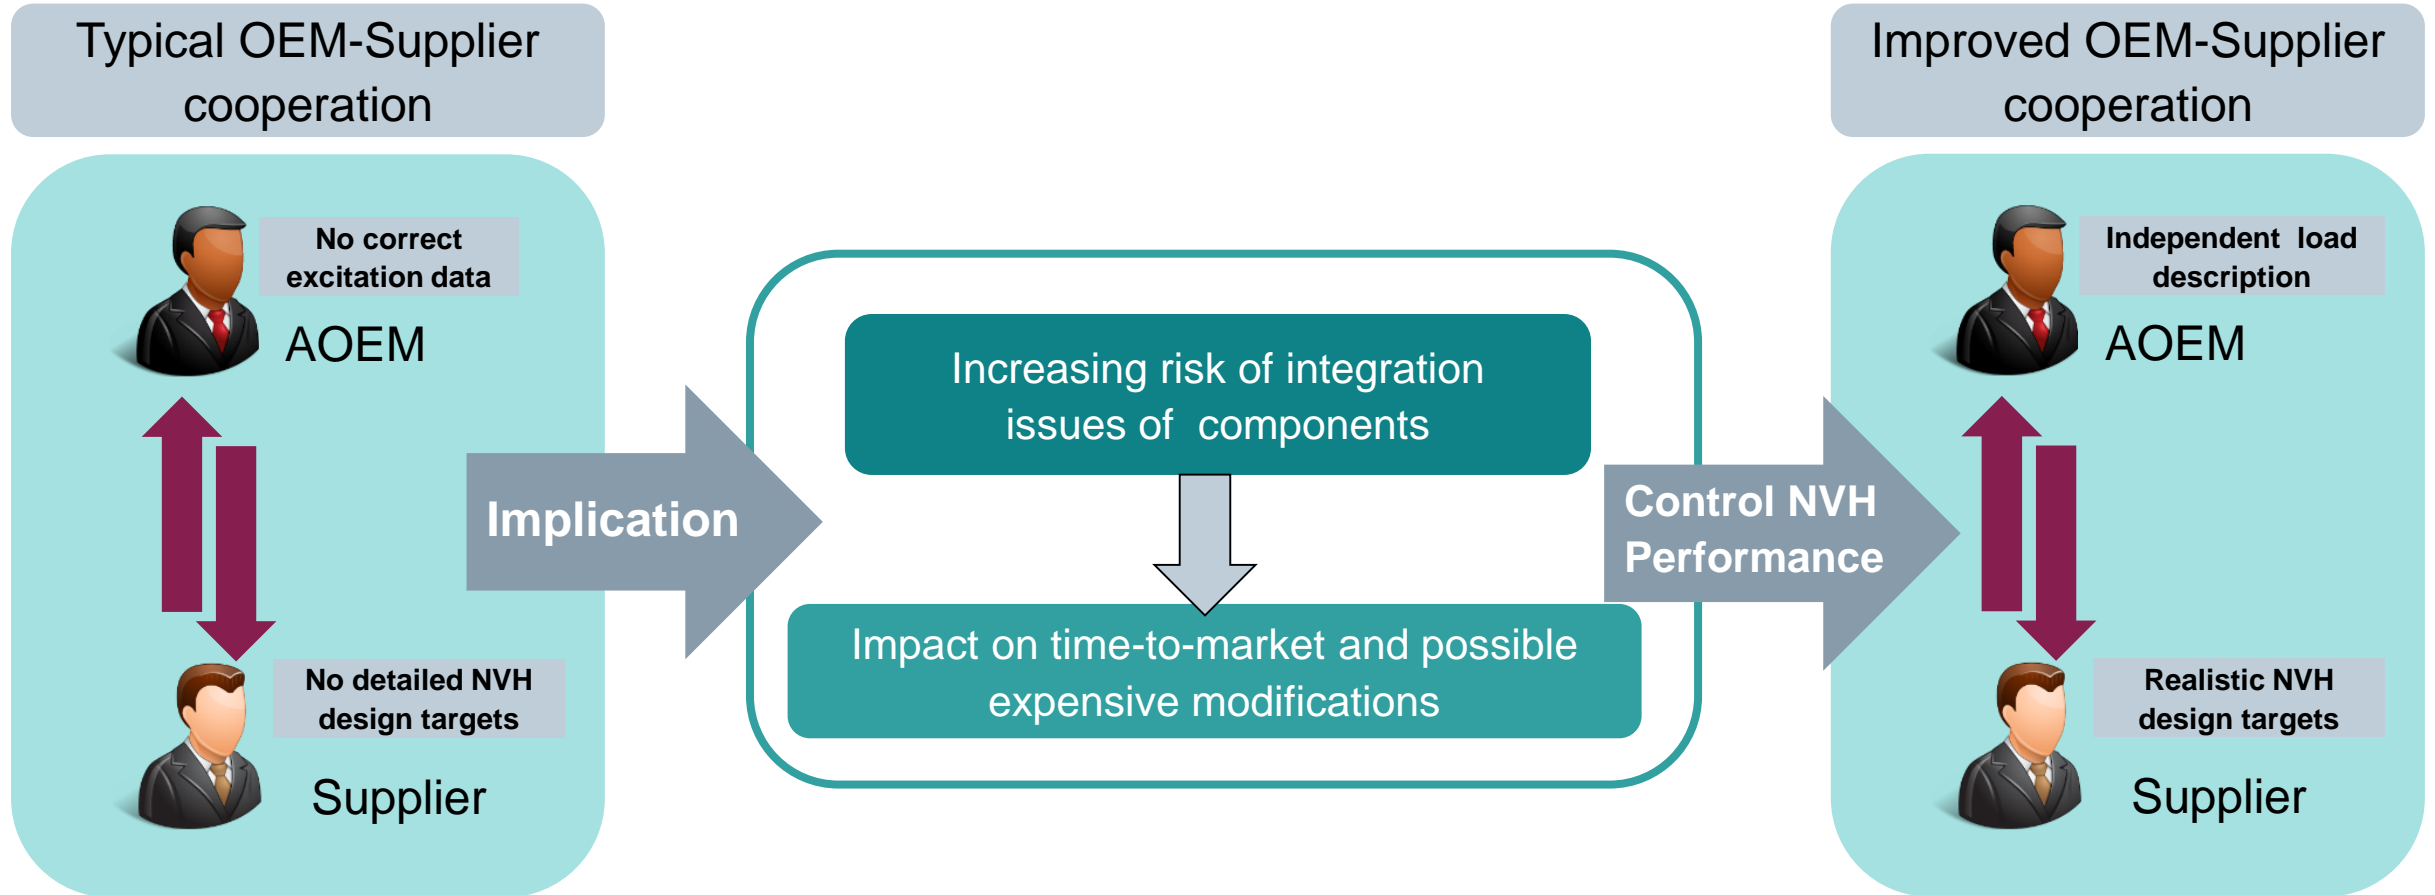 Typical OEM-Supplier
cooperation
No correct
excitation data
AOEM
No detailed NVH
design targets
Supplier
Implication
Increasing risk of integration
issues of  components
Impact on time-to-market and possible
expensive modifications
Control NVH
Performance
Improved OEM-Supplier
cooperation
Independent  load
description
AOEM
Realistic NVH
design targets
Supplier